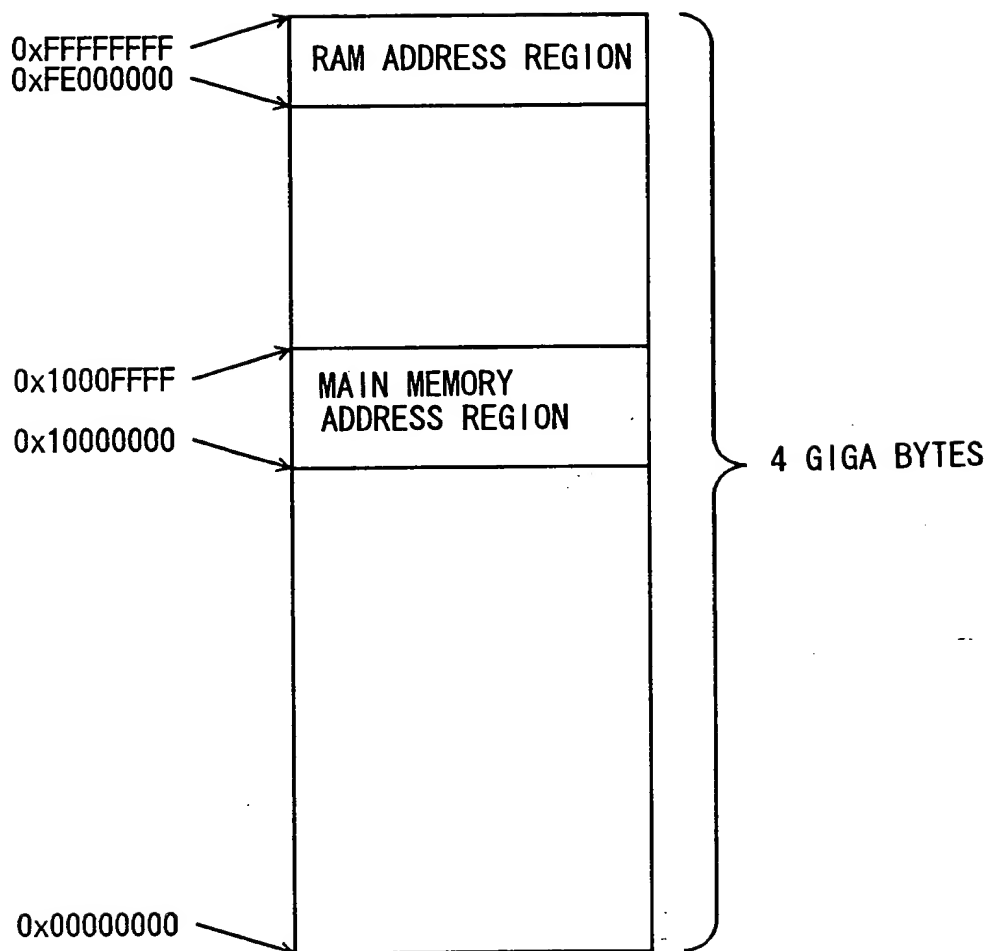 0xFFFFFFFF
RAM ADDRESS REGION
0xFE000000
0x1000FFFF
MAIN MEMORY
ADDRESS REGION
0x10000000
4 GIGA BYTES
0x00000000